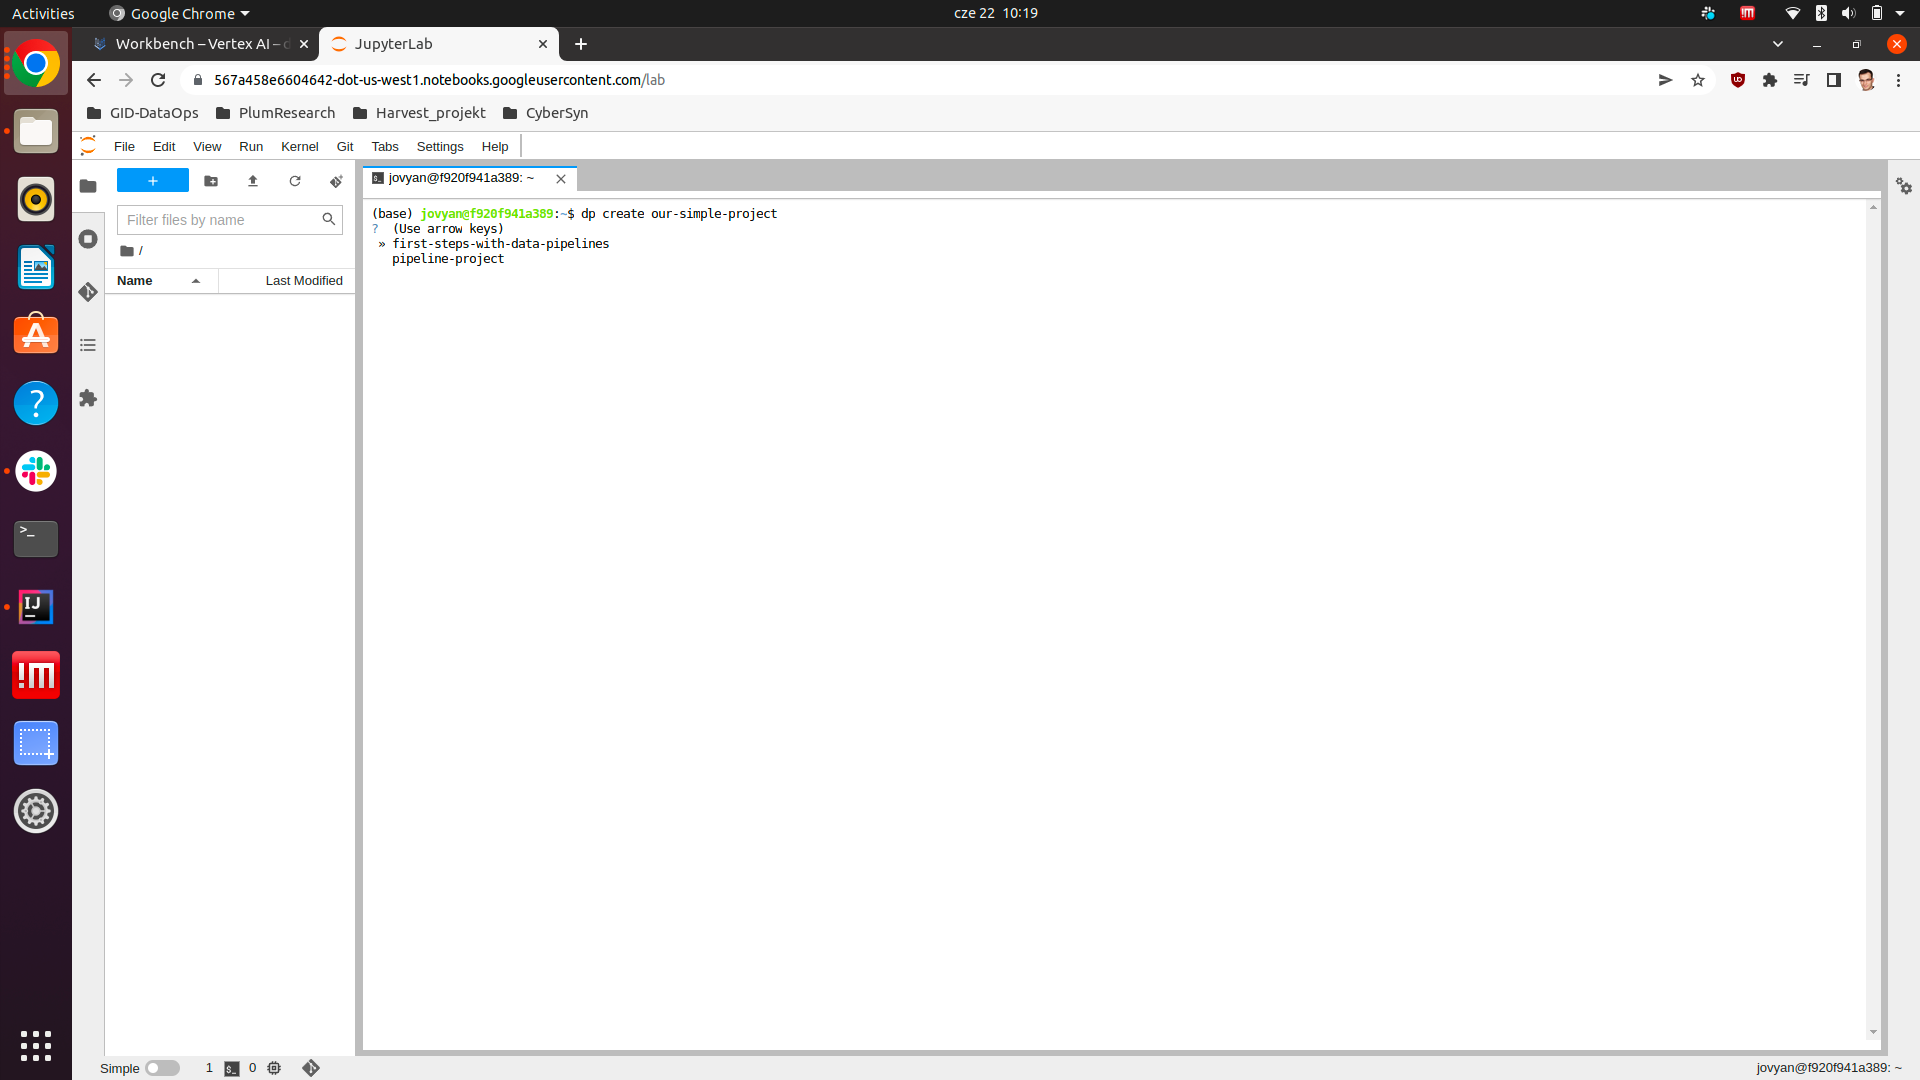 Activities
Google Chrome
cze 22 10:19
Workbench – Vertex AI – d
JupyterLab
567a458e6604642-dot-us-west1.notebooks.googleusercontent.com/lab
GID-DataOps
PlumResearch
Harvest_projekt
CyberSyn
File Edit View Run Kernel Git Tabs Settings Help
jovyan@f920f941a389: ~
Filter files by name
/
Name
Last Modified
(base) jovyan@f920f941a389:~$ dp create our-simple-project
? (Use arrow keys)
» first-steps-with-data-pipelines
pipeline-project
Simple
1
0
jovyan@f920f941a389: ~